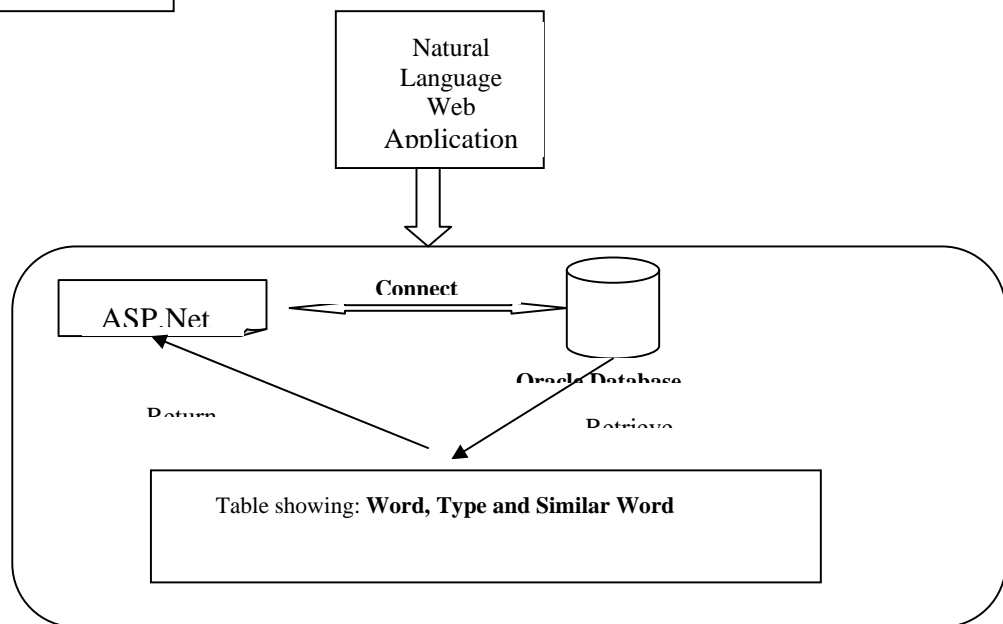 Natural
Language
Web
Application
Connect
ASP.Net
Oracle Database
Return
Retrieve
Table showing: Word, Type and Similar Word